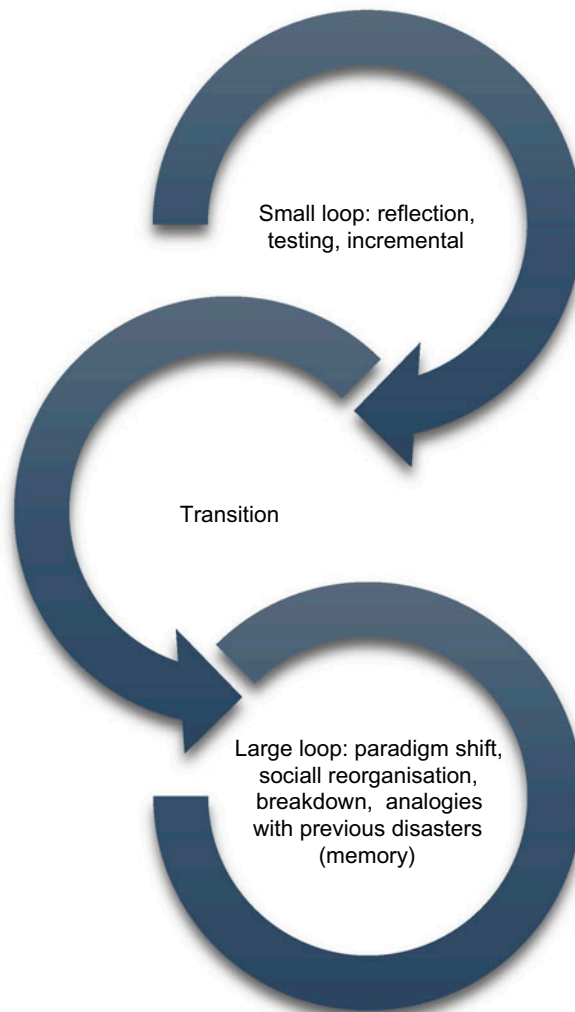 Small loop: reflection,
testing, incremental
Transition
Large loop: paradigm shift,
sociall reorganisation,
breakdown,  analogies
with previous disasters
(memory)